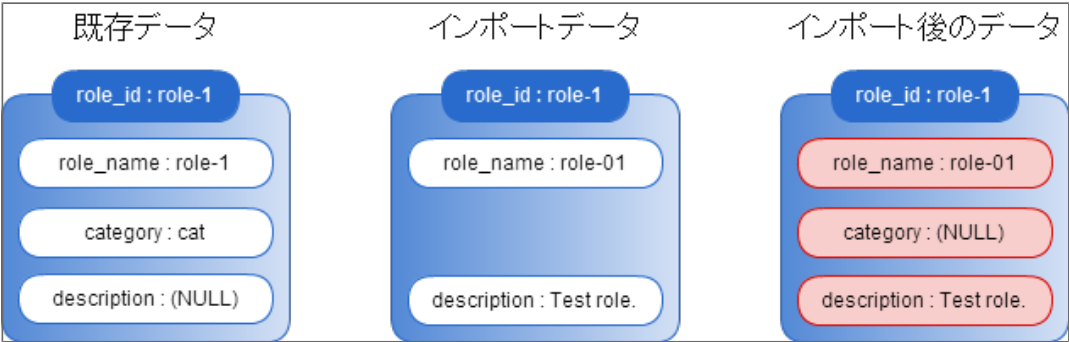 既存データ
インポートデータ
インポート後のデータ
role_id : role-1
role_id : role-1
role_id : role-1
role_name : role-1
role_name : role-01
role_name : role-01
category : cat
category : (NULL)
description : (NULL)
description : Test role.
description : Test role.